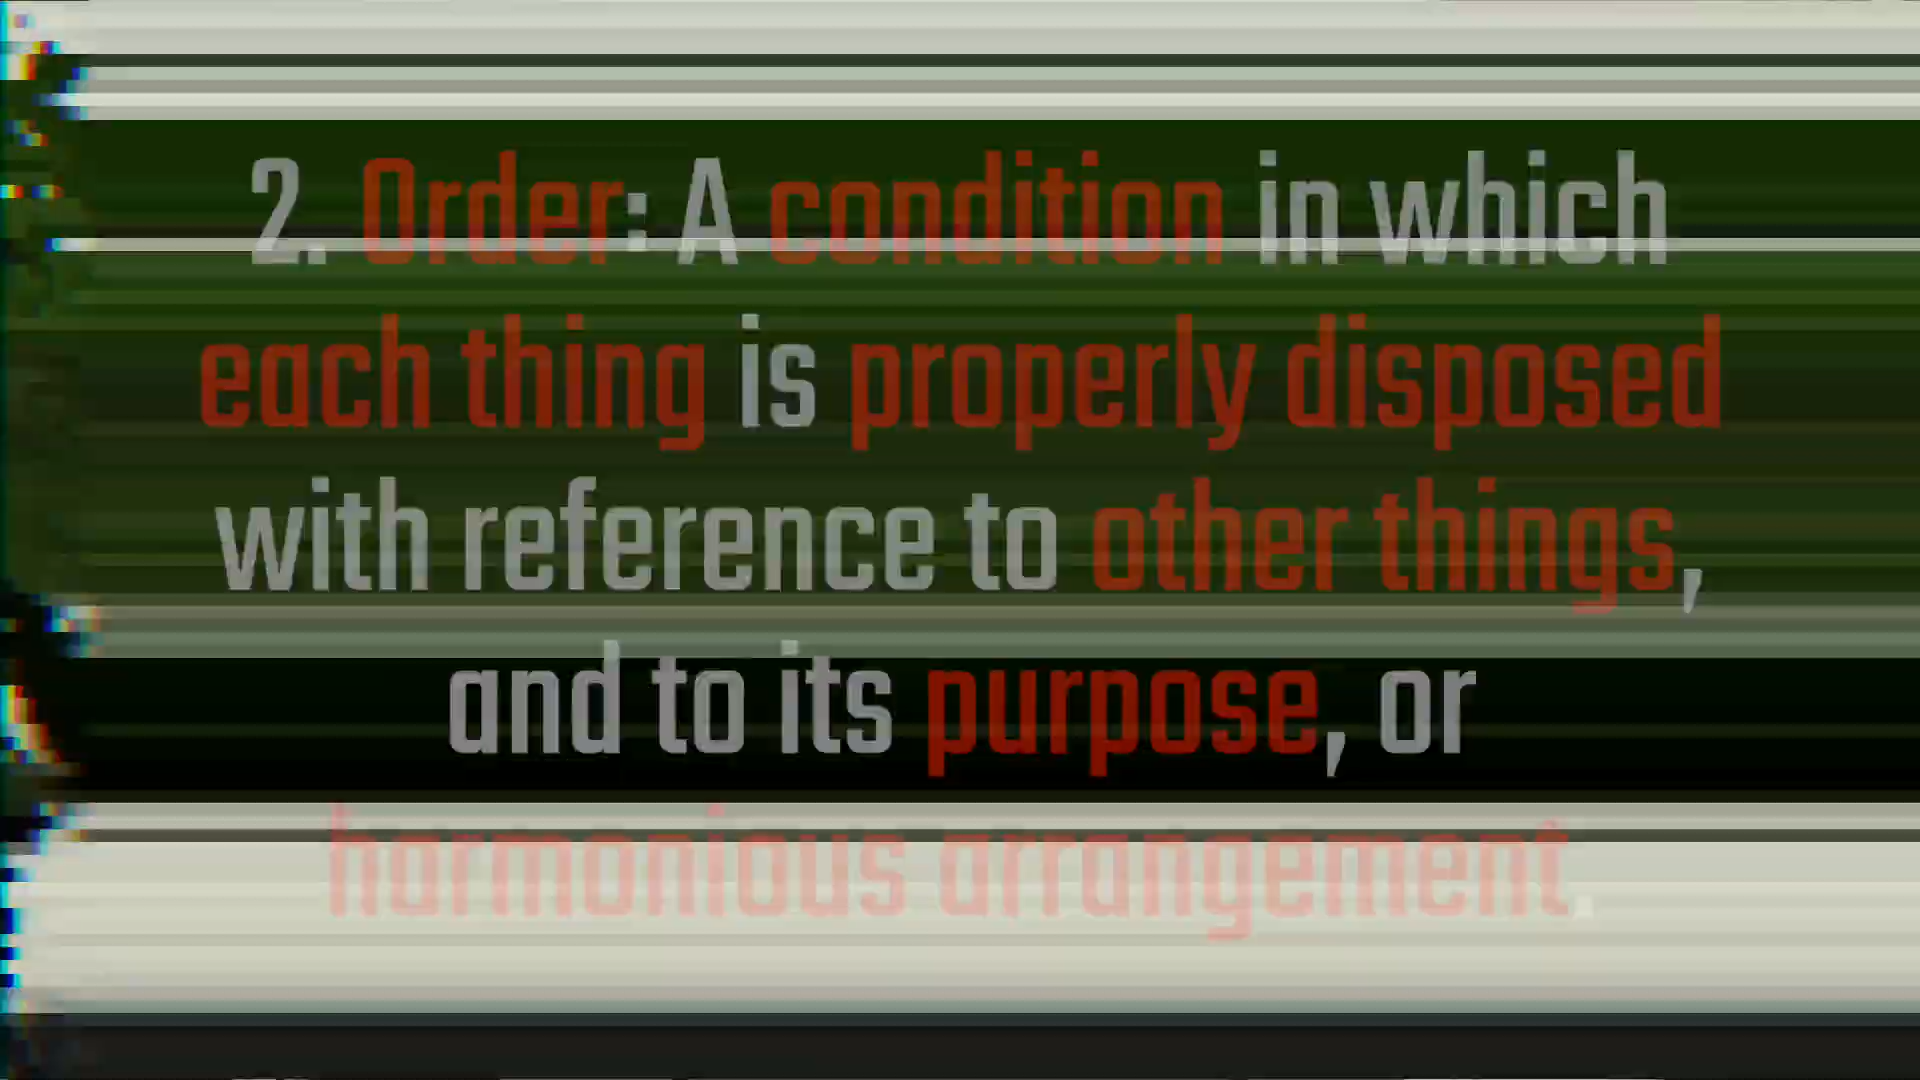 2. Order: A condition in which
each thing is properly disposed
with reference to other things,
and to its purpose, or
harmonious arrangement.